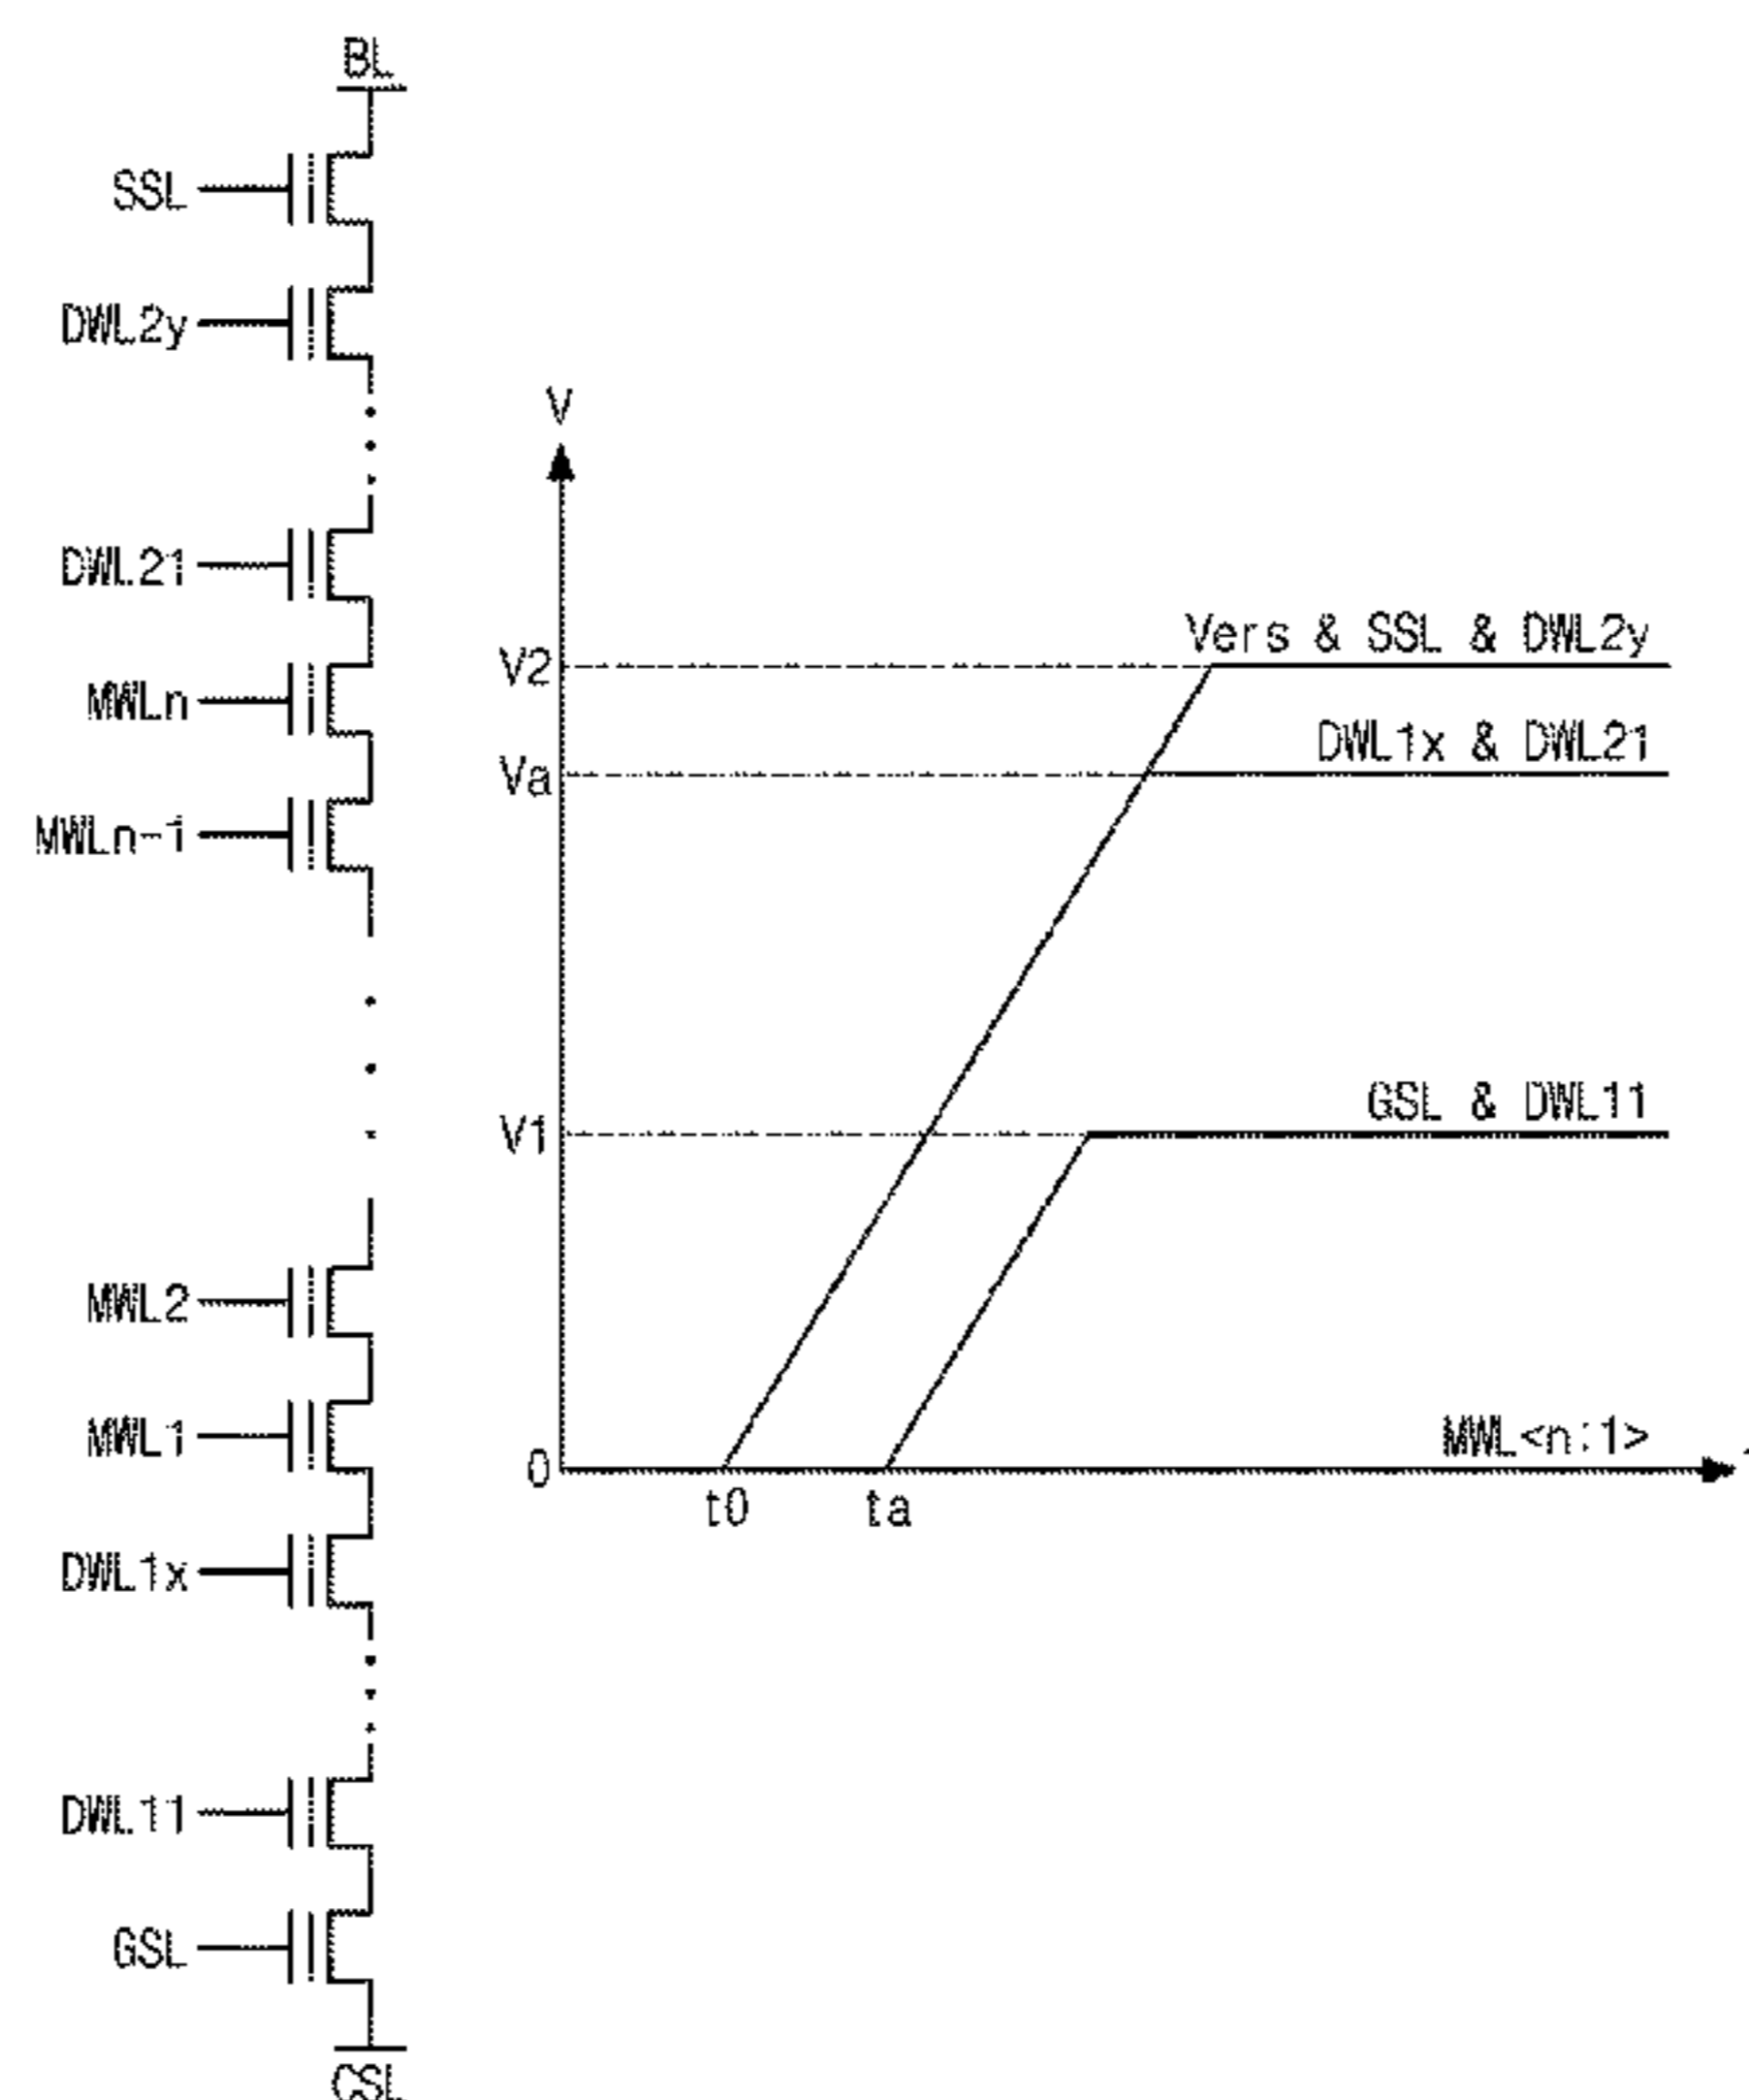 BL
SSL
DWL2y
DWL21
MWLn
MWLn-1
MWL2
MWL1
DWL1x
DWL11
GSL
CSL
V
V2
Vers & SSL & DWL2y
Va
DWL1x & DWL21
V1
GSL & DWL11
0
MWL<n:1>
t0
ta